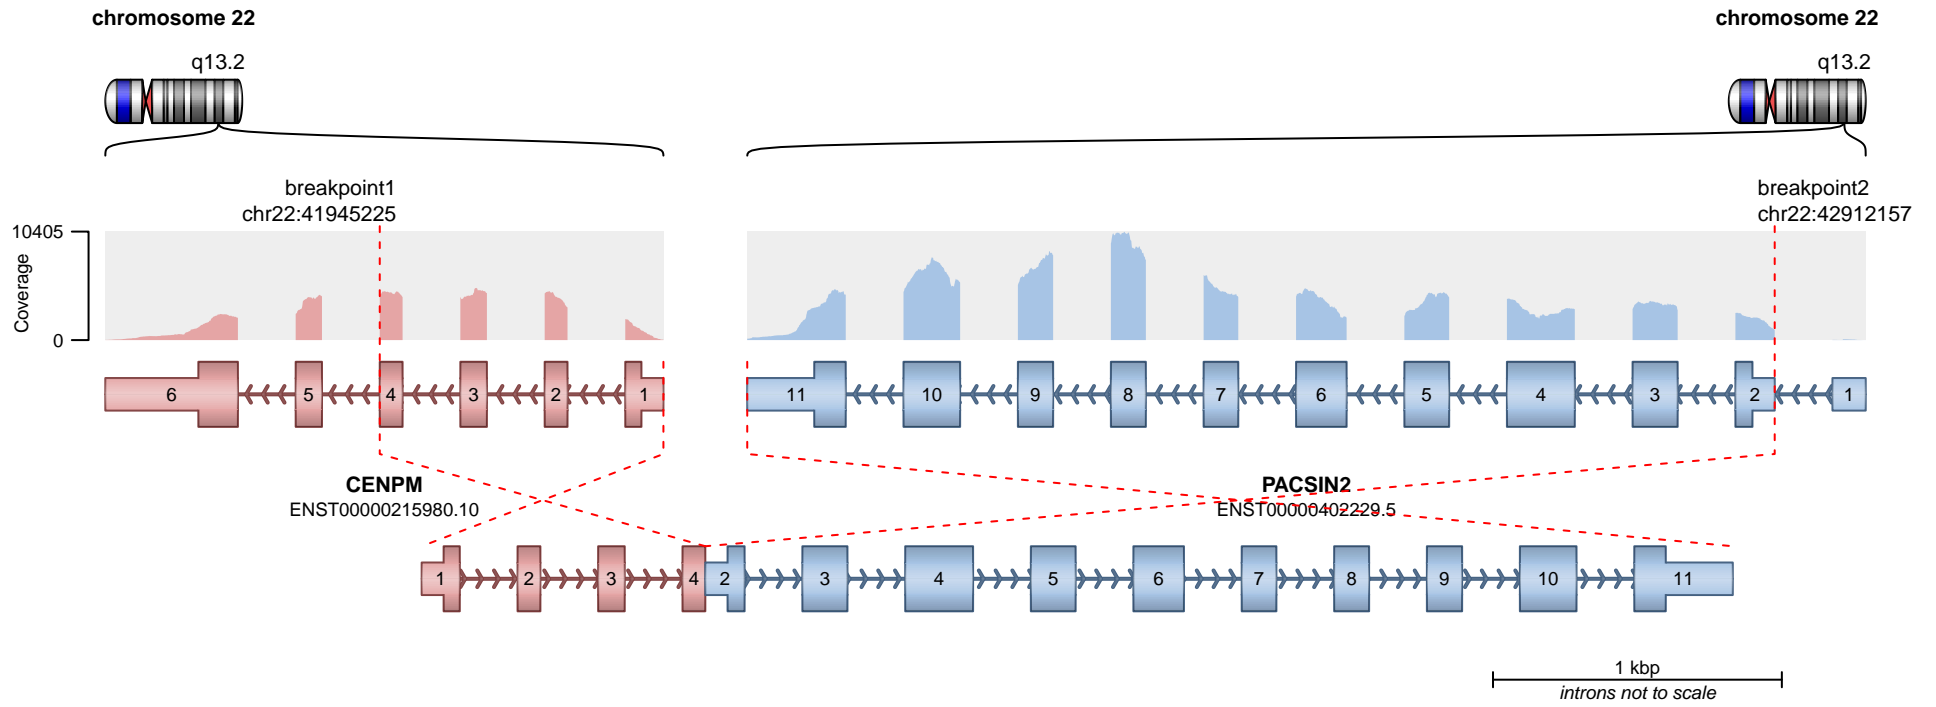 chromosome 22
chromosome 22
q13.2
q13.2
breakpoint1
chr22:41945225
breakpoint2
chr22:42912157
10405
Coverage
0
6 5 4 3 2 1
11 10 9 8 7 6 5 4 3 2 1
CENPM
ENST00000215980.10
PACSIN2
ENST00000402229.5
1 2 3 4 2 3 4 5 6 7 8 9 10 11
1 kbp
introns not to scale